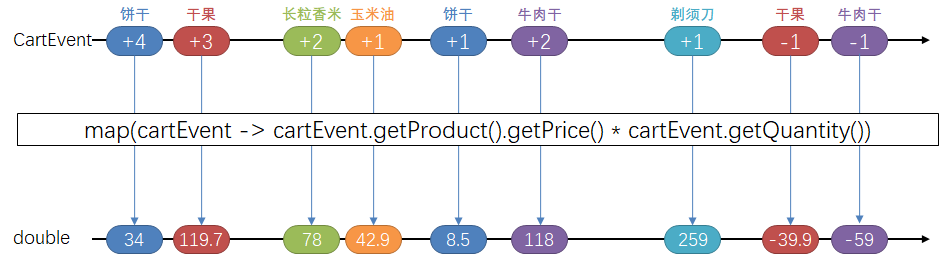 饼干 干果 长粒香米 玉米油 饼干 牛肉干 剃须刀 干果 牛肉干
CartEvent +4 +3 +2 +1 +1 +2 +1 -1 -1
map(cartEvent -> cartEvent.getProduct().getPrice() * cartEvent.getQuantity())
double 34 119.7 78 42.9 8.5 118 259 -39.9 -59